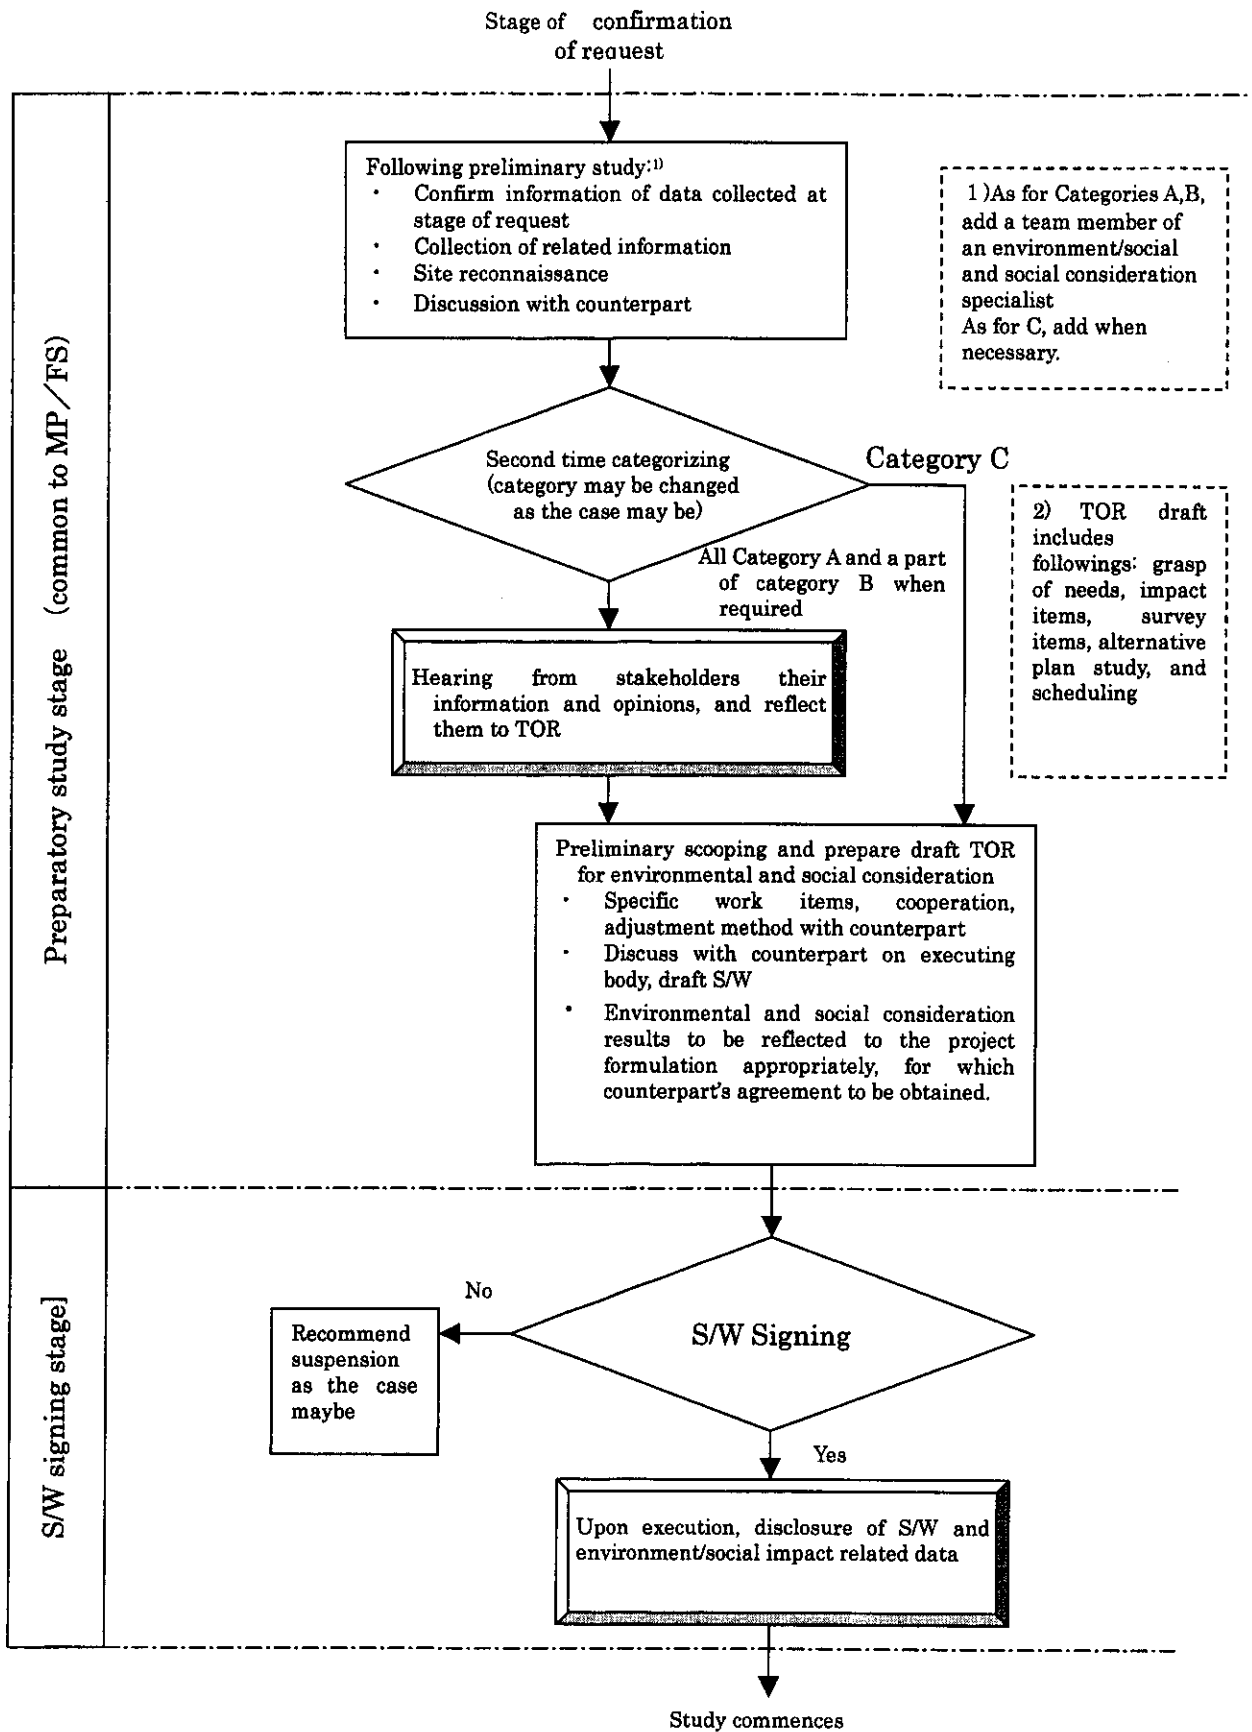 Stage of confirmation
of request
Preparatory study stage (common to MP/FS)
Following preliminary study:1)
・ Confirm information of data collected at
stage of request
・ Collection of related information
・ Site reconnaissance
・ Discussion with counterpart
1)As for Categories A,B,
add a team member of
an environment/social
and social consideration
specialist
As for C, add when
necessary.
Second time categorizing
(category may be changed
as the case may be)
Category C
All Category A and a part
of category B when
required
2) TOR draft
includes
followings: grasp
of needs, impact
items, survey
items, alternative
plan study, and
scheduling
Hearing from stakeholders their
information and opinions, and reflect
them to TOR
Preliminary scooping and prepare draft TOR
for environmental and social consideration
・ Specific work items, cooperation,
adjustment method with counterpart
・ Discuss with counterpart on executing
body, draft S/W
・ Environmental and social consideration
results to be reflected to the project
formulation appropriately, for which
counterpart's agreement to be obtained.
S/W signing stage]
S/W Signing
No
Recommend
suspension
as the case
maybe
Yes
Upon execution, disclosure of S/W and
environment/social impact related data
Study commences